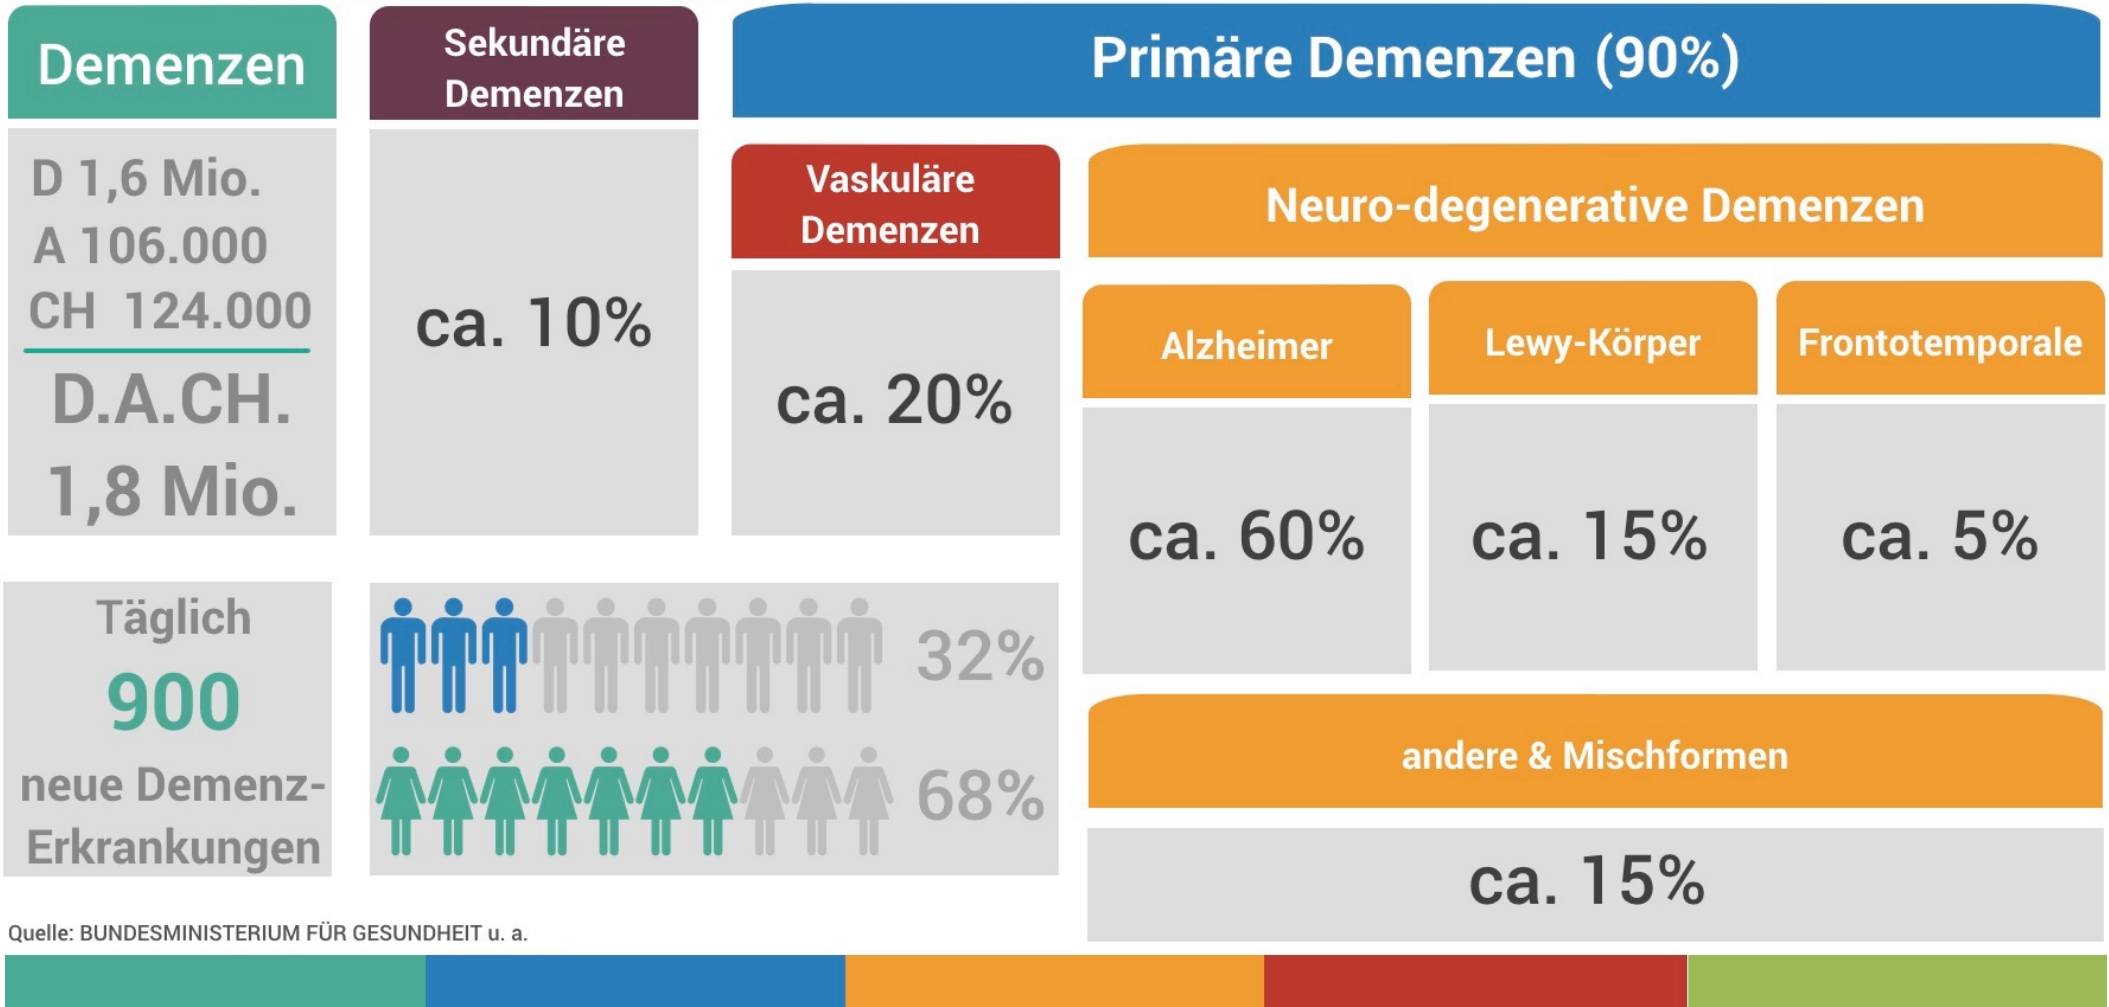 Demenzen
D 1,6 Mio.
A 106.000
CH 124.000
D.A.CH.
1,8 Mio.
Sekundäre
Demenzen
ca. 10%
Primäre Demenzen (90%)
Vaskuläre
Demenzen
ca. 20%
Neuro-degenerative Demenzen
Alzheimer
ca. 60%
Lewy-Körper
ca. 15%
Frontotemporale
ca. 5%
andere & Mischformen
ca. 15%
Täglich
900
neue Demenz-
Erkrankungen
32%
68%
Quelle: BUNDESMINISTERIUM FÜR GESUNDHEIT u. a.